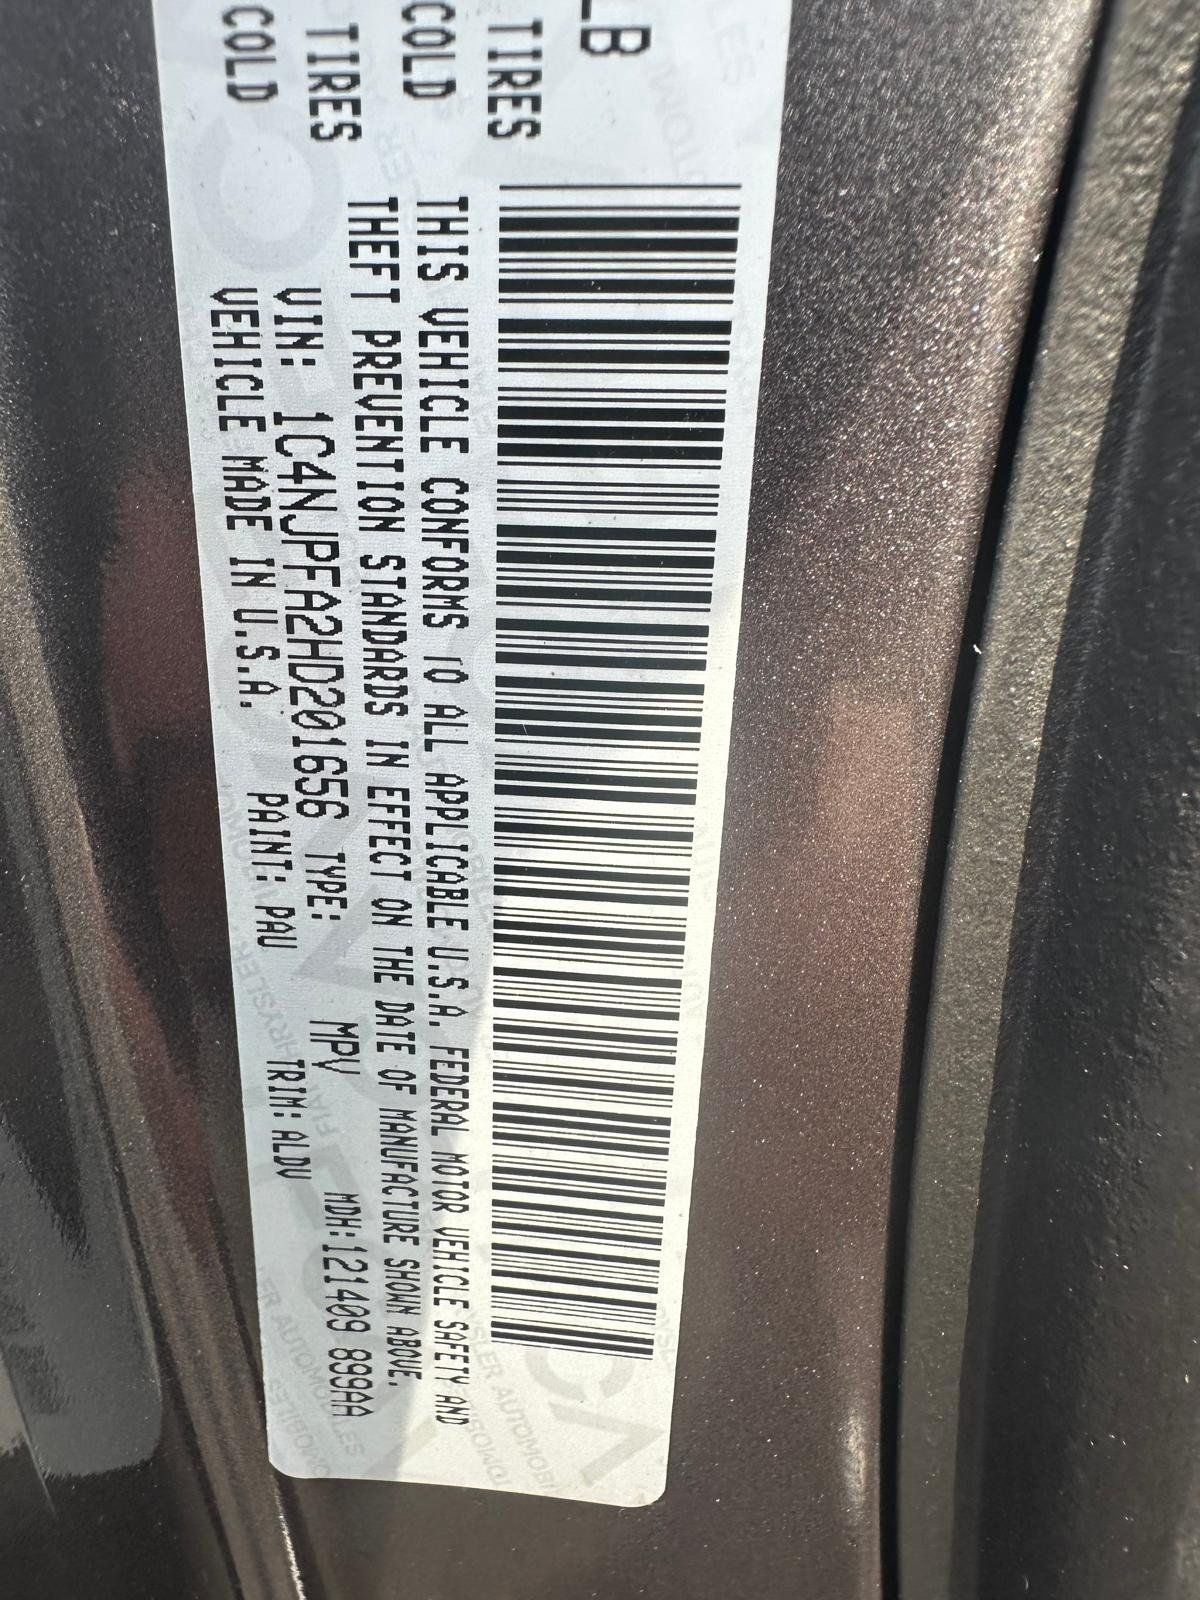 LB
TIRES
COLD
TIRES
COLD
THIS VEHICLE CONFORMS TO ALL APPLICABLE U.S.A. FEDERAL MOTOR VEHICLE SAFETY AND
THEFT PREVENTION STANDARDS IN EFFECT ON THE DATE OF MANUFACTURE SHOWN ABOVE.
VIN: 1C4NJPFA2HD201656 TYPE: MPV MDH:121409 899AA
VEHICLE MADE IN U.S.A. PAINT: PAU TRIM: ALDV